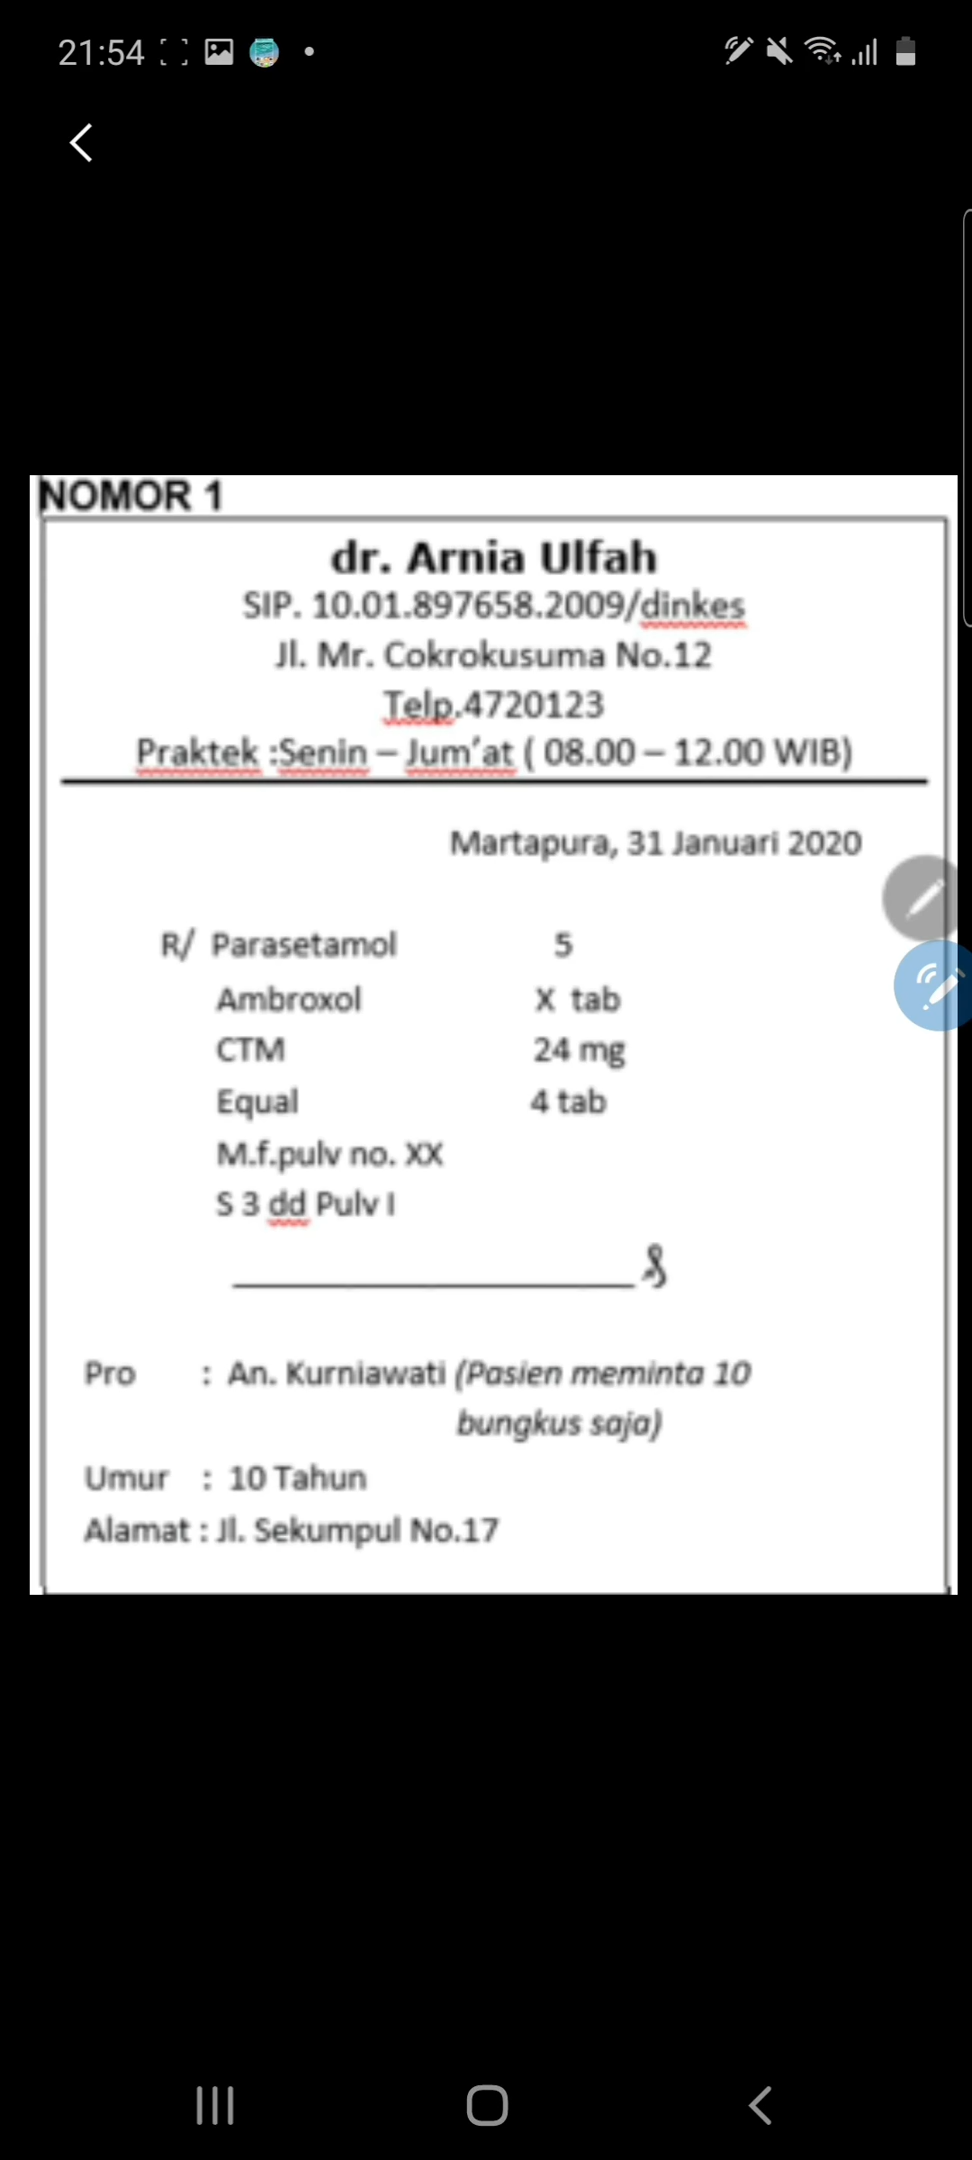 21:54
NOMOR 1
dr. Arnia Ulfah
SIP. 10.01.897658.2009/dinkes
Jl. Mr. Cokrokusuma No.12
Telp.4720123
Praktek :Senin – Jum'at ( 08.00 – 12.00 WIB)
Martapura, 31 Januari 2020
R/ Parasetamol 5
Ambroxol X tab
CTM 24 mg
Equal 4 tab
M.f.pulv no. XX
S 3 dd Pulv I
Pro : An. Kurniawati (Pasien meminta 10
bungkus saja)
Umur : 10 Tahun
Alamat : Jl. Sekumpul No.17